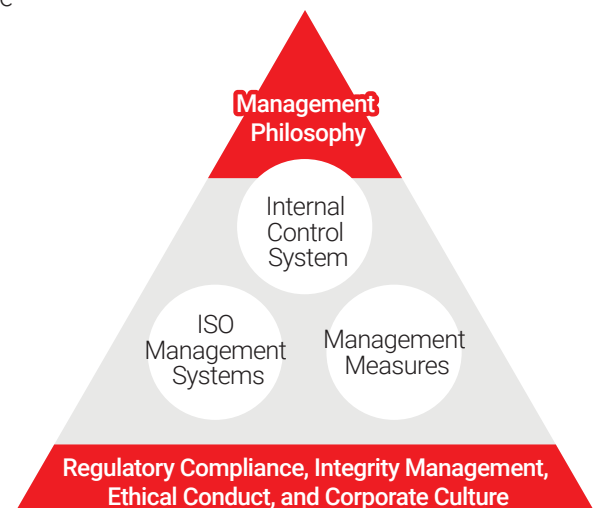 Management
Philosophy
Internal
Control
System
ISO
Management
Systems
Management
Measures
Regulatory Compliance, Integrity Management,
Ethical Conduct, and Corporate Culture